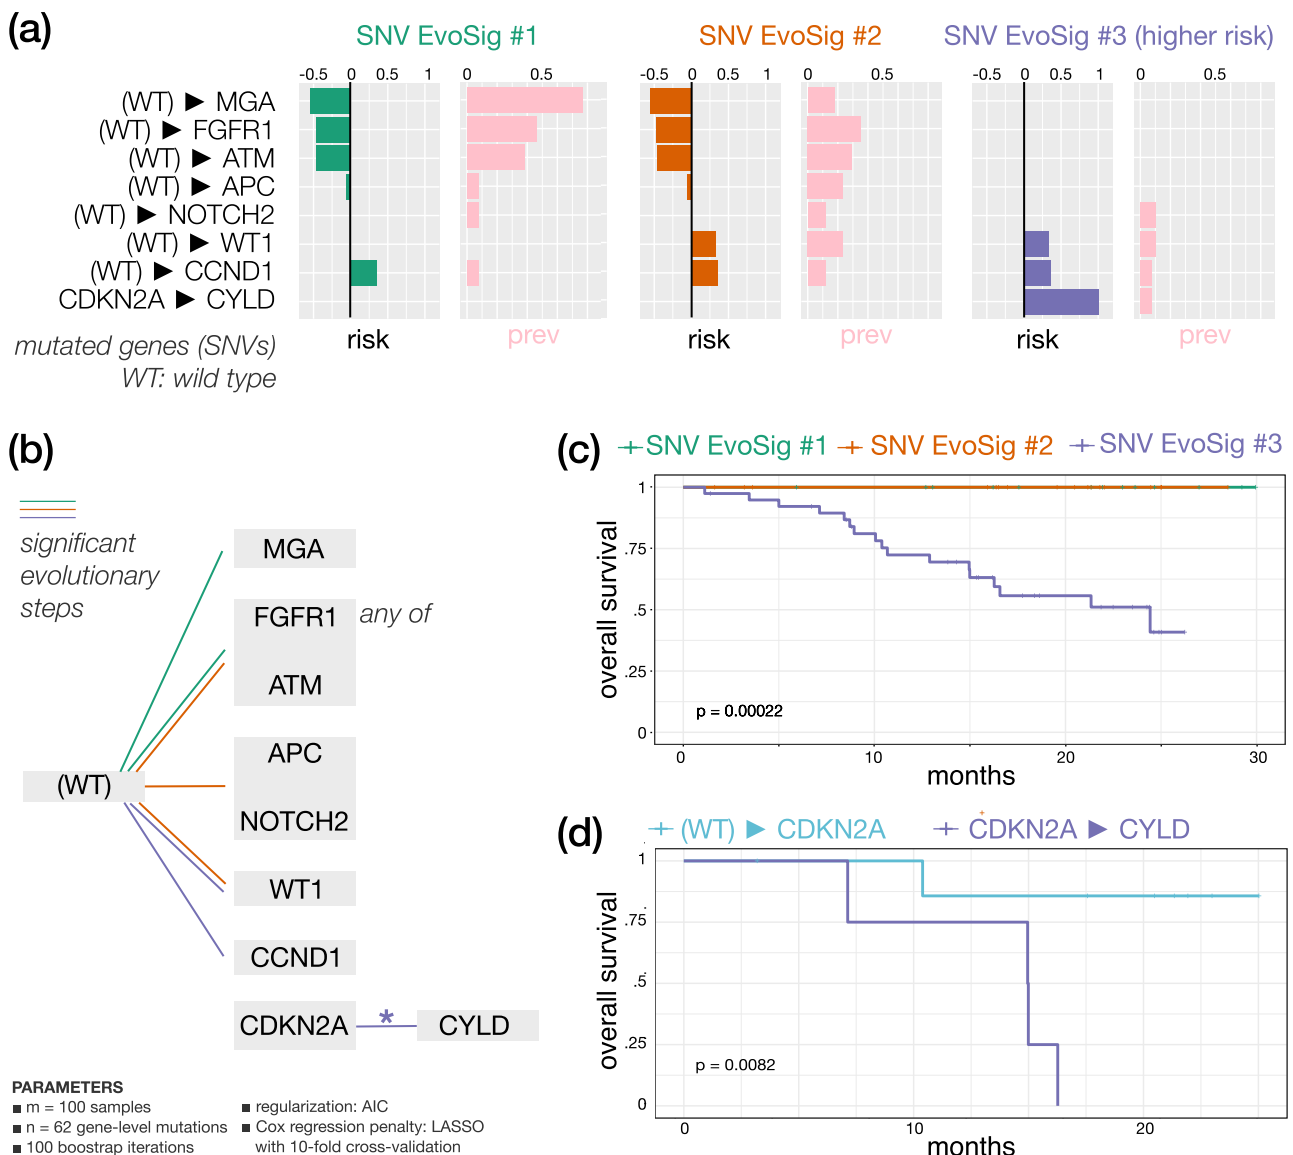 (a)
SNV EvoSig #1
SNV EvoSig #2
SNV EvoSig #3 (higher risk)
-0.5 0 0.5 1 0 0.5 -0.5 0 0.5 1 0 0.5 -0.5 0 0.5 1 0 0.5
(WT) ▶ MGA
(WT) ▶ FGFR1
(WT) ▶ ATM
(WT) ▶ APC
(WT) ▶ NOTCH2
(WT) ▶ WT1
(WT) ▶ CCND1
CDKN2A ▶ CYLD
risk prev risk prev risk prev
mutated genes (SNVs)
WT: wild type
(b)
significant
evolutionary
steps
MGA
FGFR1 any of
ATM
APC
(WT)
NOTCH2
WT1
CCND1
CDKN2A * CYLD
PARAMETERS
■ m = 100 samples
■ n = 62 gene-level mutations
■ 100 boostrap iterations
■ regularization: AIC
■ Cox regression penalty: LASSO
with 10-fold cross-validation
(c)
SNV EvoSig #1 SNV EvoSig #2 SNV EvoSig #3
overall survival
1
.75
.5
.25
0
p = 0.00022
0 10 20 30
months
(d)
(WT) ▶ CDKN2A CDKN2A ▶ CYLD
overall survival
1
.75
.5
.25
0
p = 0.0082
0 10 20
months